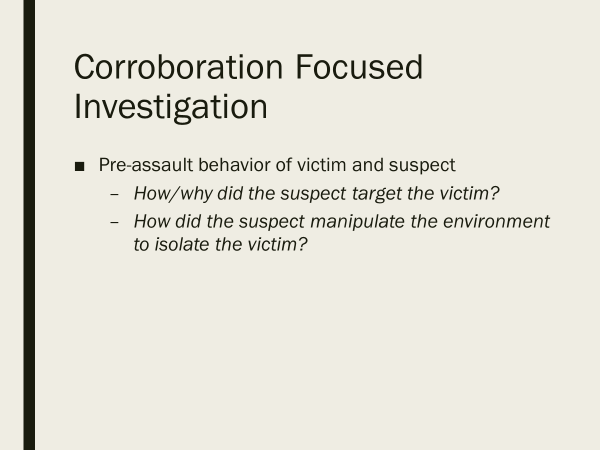 Corroboration Focused
Investigation
■ Pre-assault behavior of victim and suspect
– How/why did the suspect target the victim?
– How did the suspect manipulate the environment
to isolate the victim?